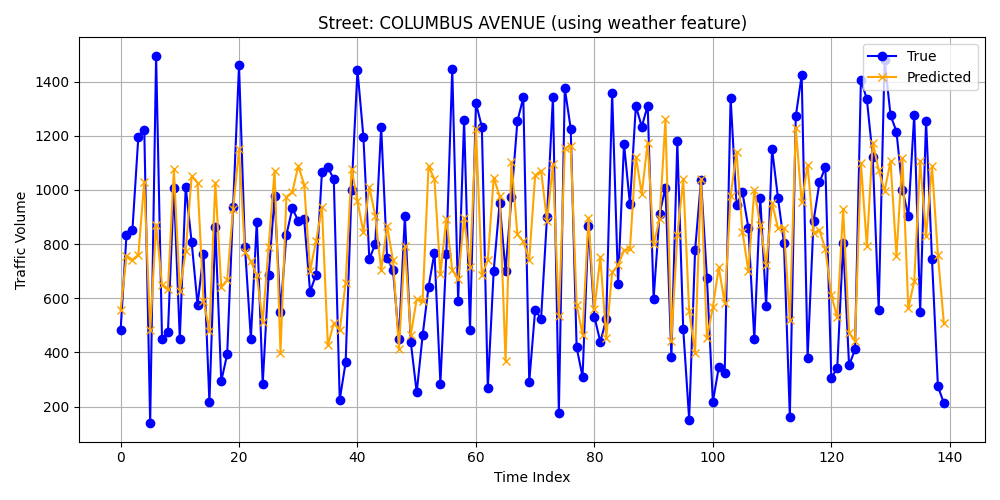 Street: COLUMBUS AVENUE (using weather feature)
True
Predicted
Traffic Volume
1400
1200
1000
800
600
400
200
0 20 40 60 80 100 120 140
Time Index